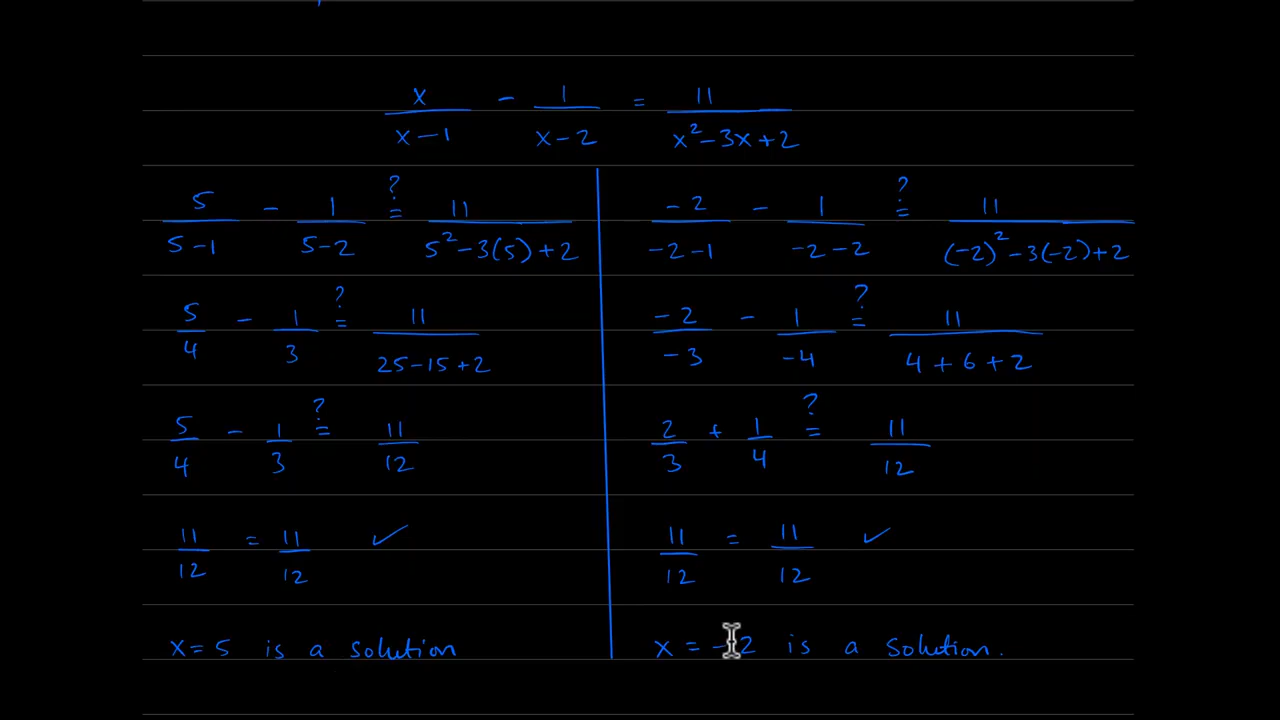 x/(x-1) - 1/(x-2) = 11/(x²-3x+2)
5/(5-1) - 1/(5-2) ≟ 11/(5²-3(5)+2)
5/4 - 1/3 ≟ 11/(25-15+2)
5/4 - 1/3 ≟ 11/12
11/12 = 11/12 ✓
x=5 is a solution
-2/(-2-1) - 1/(-2-2) ≟ 11/((-2)²-3(-2)+2)
-2/-3 - 1/-4 ≟ 11/(4+6+2)
2/3 + 1/4 ≟ 11/12
11/12 = 11/12 ✓
x = -2 is a solution.